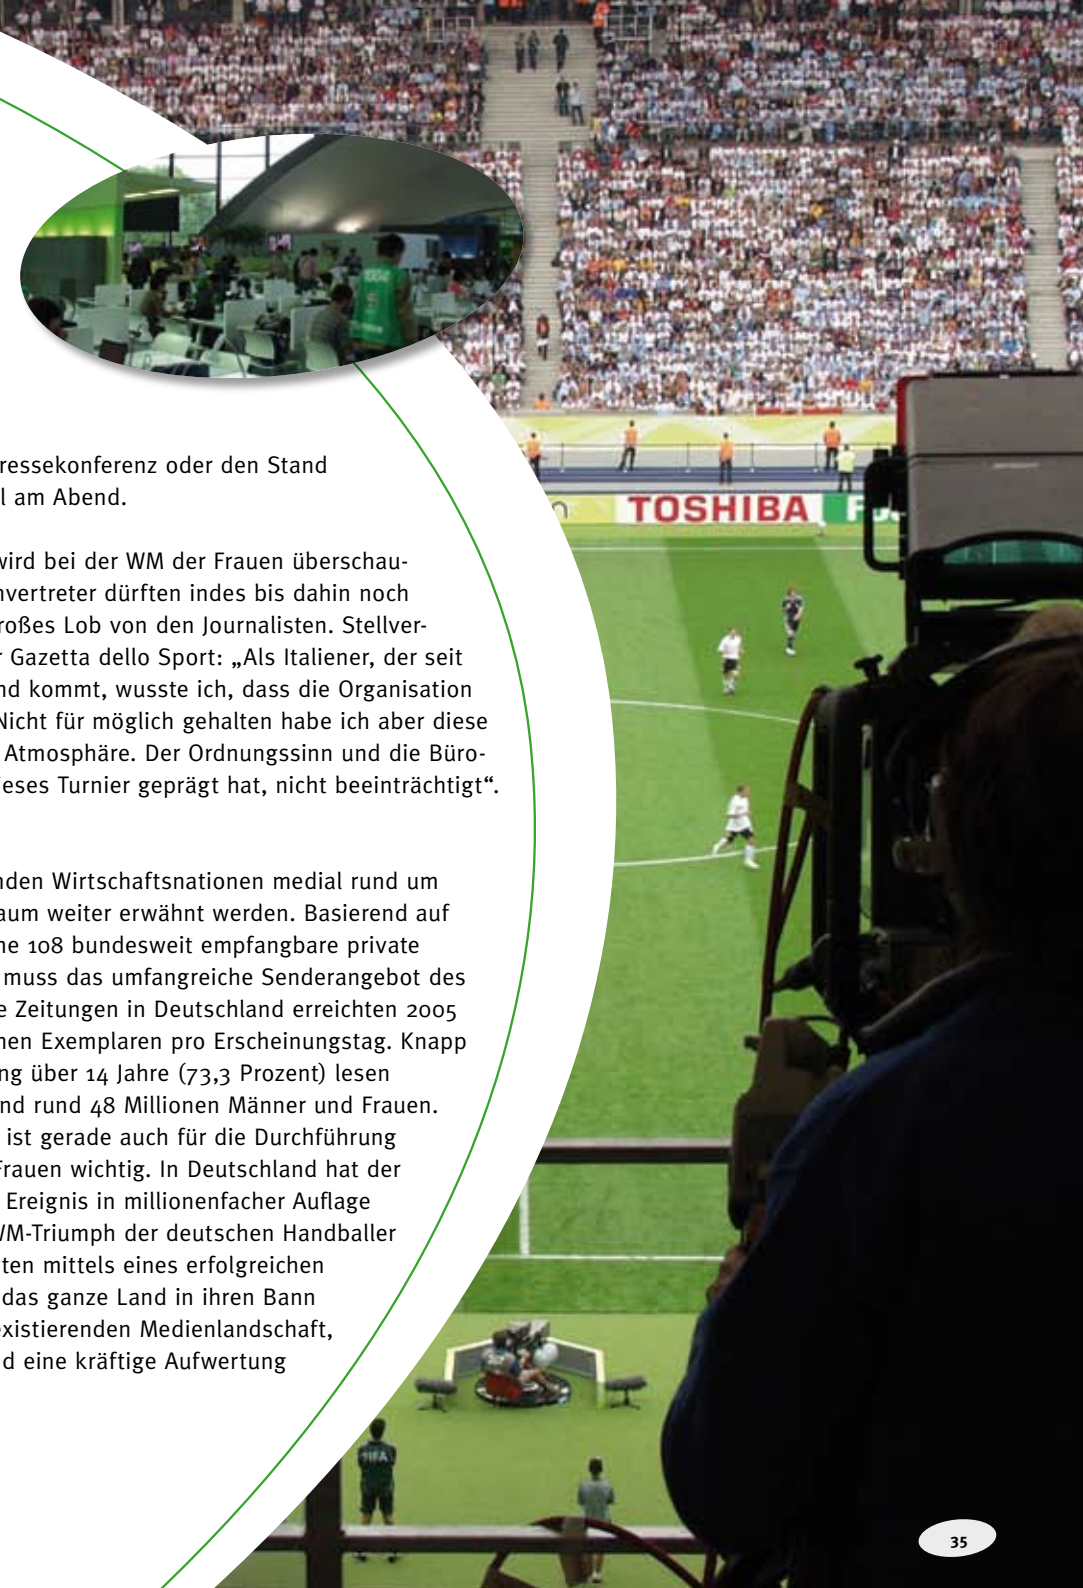 ressekonferenz oder den Stand
l am Abend.
wird bei der WM der Frauen überschau-
nvertreter dürften indes bis dahin noch
roßes Lob von den Journalisten. Stellver-
r Gazetta dello Sport: „Als Italiener, der seit
nd kommt, wusste ich, dass die Organisation
Nicht für möglich gehalten habe ich aber diese
Atmosphäre. Der Ordnungssinn und die Büro-
ieses Turnier geprägt hat, nicht beeinträchtigt“.
nden Wirtschaftsnationen medial rund um
aum weiter erwähnt werden. Basierend auf
ne 108 bundesweit empfangbare private
muss das umfangreiche Senderangebot des
e Zeitungen in Deutschland erreichten 2005
nen Exemplaren pro Erscheinungstag. Knapp
ng über 14 Jahre (73,3 Prozent) lesen
nd rund 48 Millionen Männer und Frauen.
ist gerade auch für die Durchführung
Frauen wichtig. In Deutschland hat der
Ereignis in millionenfacher Auflage
WM-Triumph der deutschen Handballer
ten mittels eines erfolgreichen
das ganze Land in ihren Bann
existierenden Medienlandschaft,
d eine kräftige Aufwertung
TOSHIBA
FIFA
35